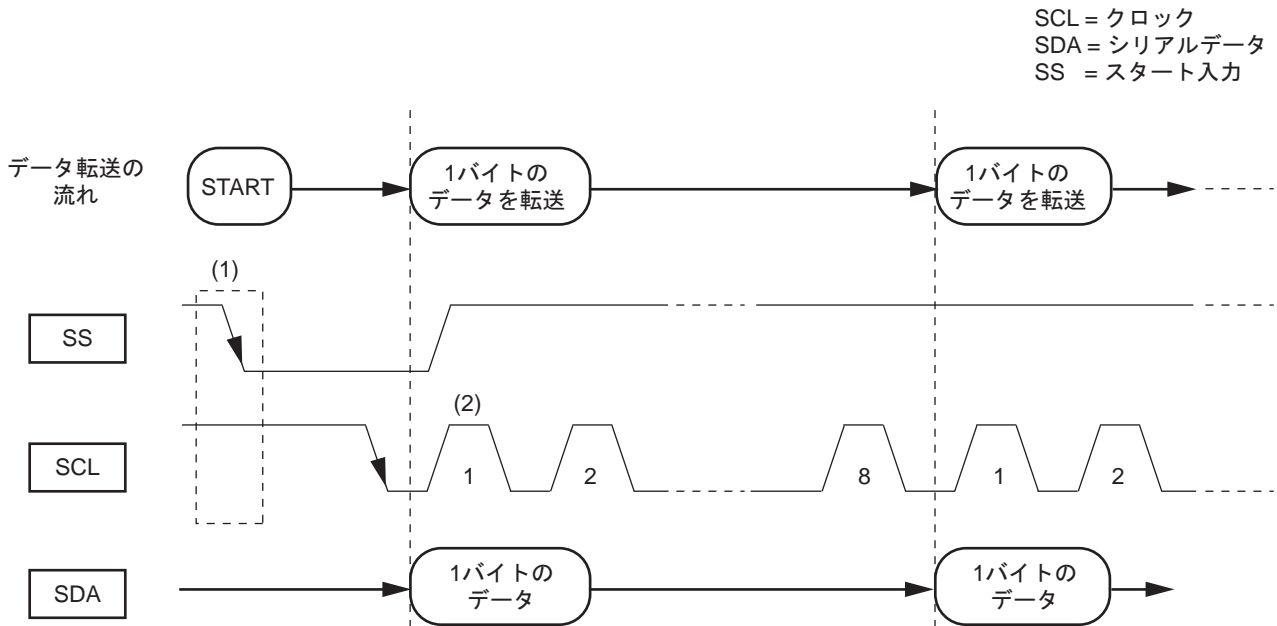 SCL = クロック
SDA = シリアルデータ
SS = スタート入力
データ転送の
流れ
START
1バイトの
データを転送
1バイトの
データを転送
(1)
SS
(2)
SCL
1
2
8
1
2
SDA
1バイトの
データ
1バイトの
データ